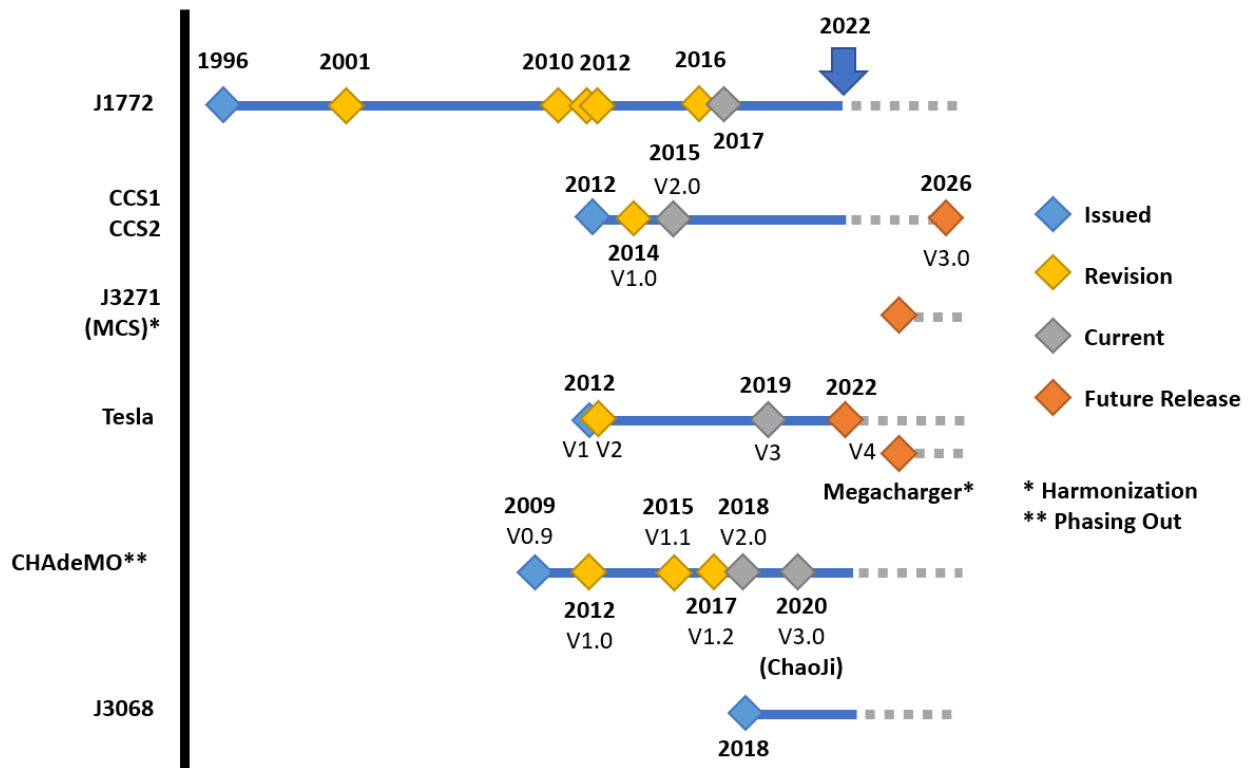 2022
1996
2001
2010
2012
2016
J1772
2017
2015
V2.0
CCS1
CCS2
2012
2026
2014
V1.0
V3.0
Issued
Revision
Current
Future Release
J3271
(MCS)*
Tesla
2012
2019
2022
V1 V2
V3
V4
Megacharger*
* Harmonization
** Phasing Out
CHAdeMO**
2009
V0.9
2015
V1.1
2018
V2.0
2012
V1.0
2017
V1.2
2020
V3.0
(ChaoJi)
J3068
2018